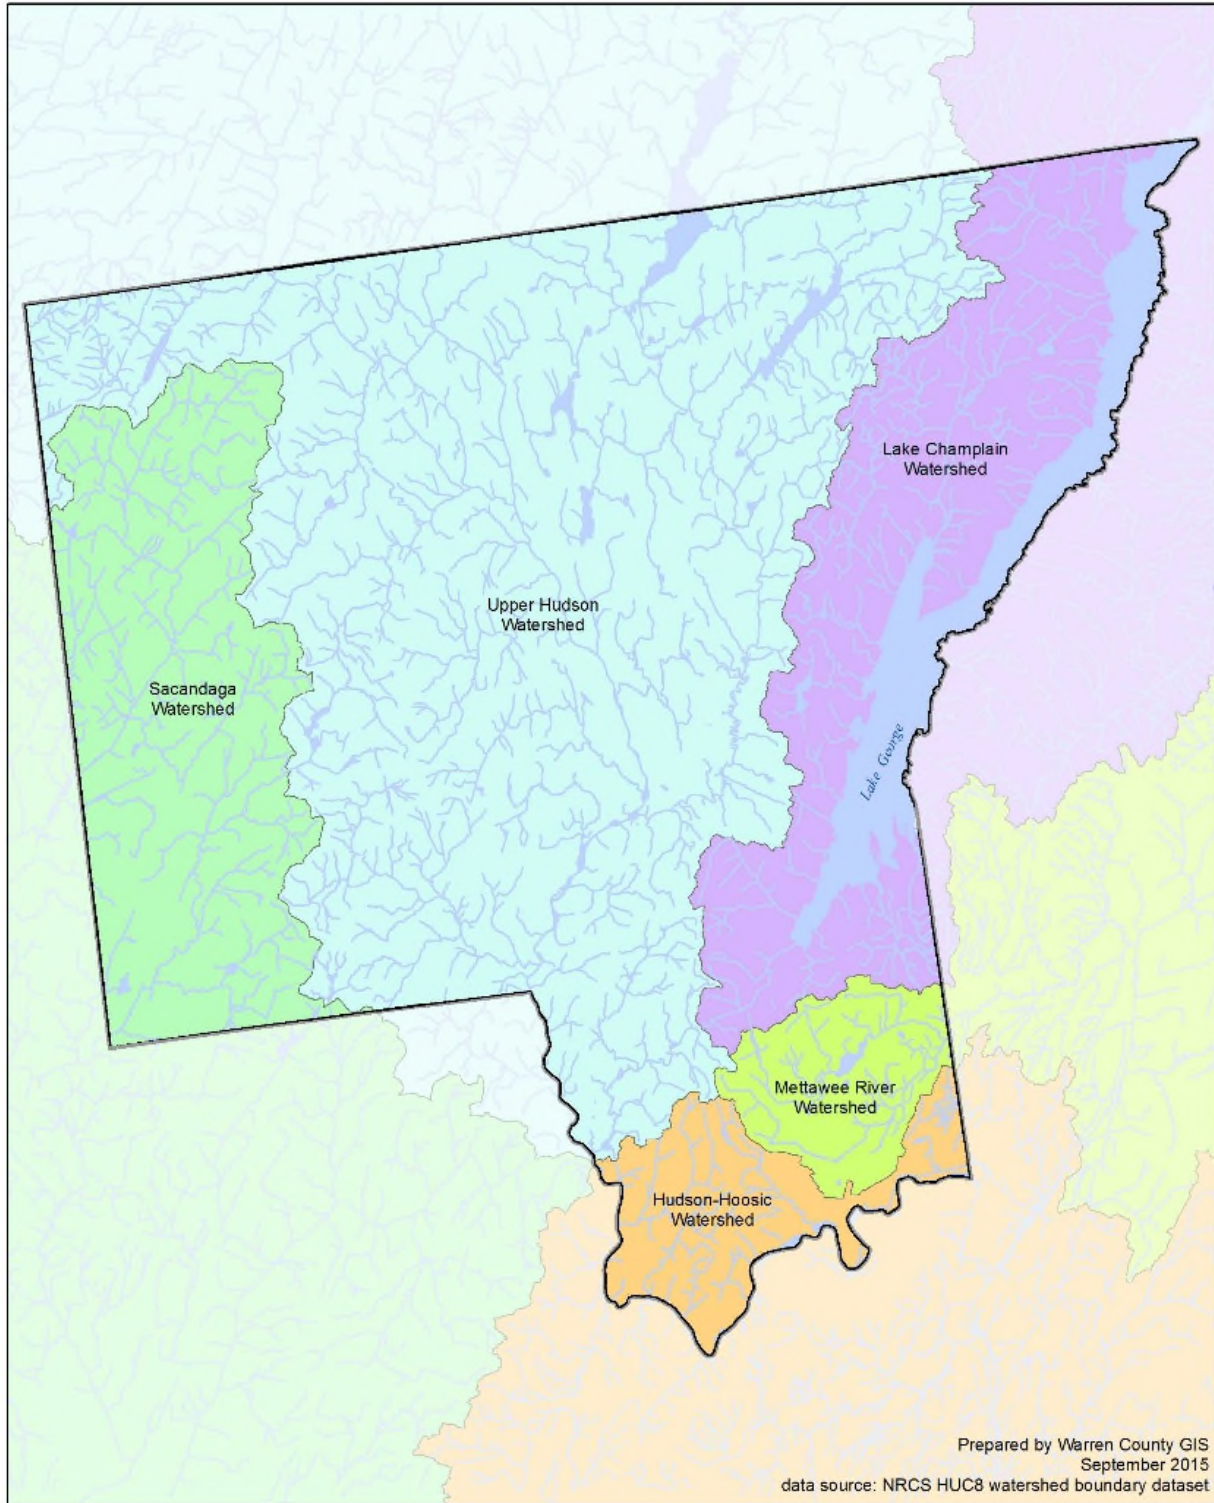 Lake Champlain
Watershed
Upper Hudson
Watershed
Sacandaga
Watershed
Lake George
Mettawee River
Watershed
Hudson-Hoosic
Watershed
Prepared by Warren County GIS
September 2015
data source: NRCS HUC8 watershed boundary dataset